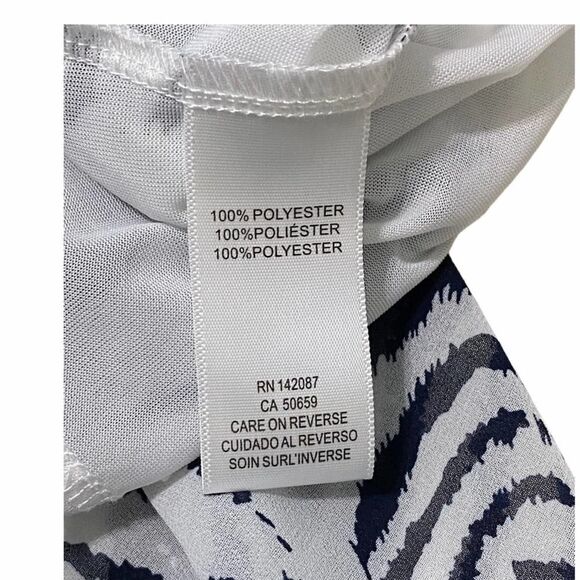 100% POLYESTER
100% POLIÉSTER
100% POLYESTER
RN 142087
CA 50659
CARE ON REVERSE
CUIDADO AL REVERSO
SOIN SURL'INVERSE